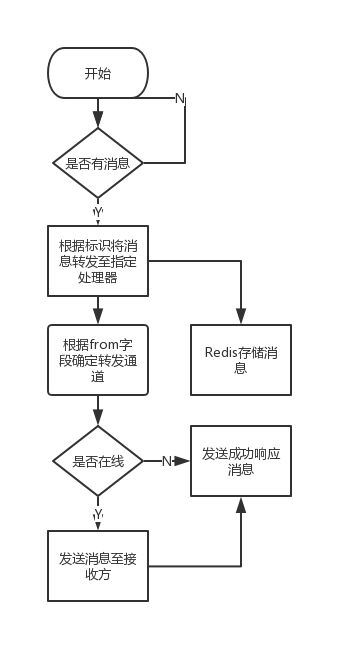 开始
N
是否有消息
Y
根据标识将消
息转发至指定
处理器
根据from字
段确定转发通
道
Redis存储消
息
是否在线
N
发送成功响应
消息
Y
发送消息至接
收方